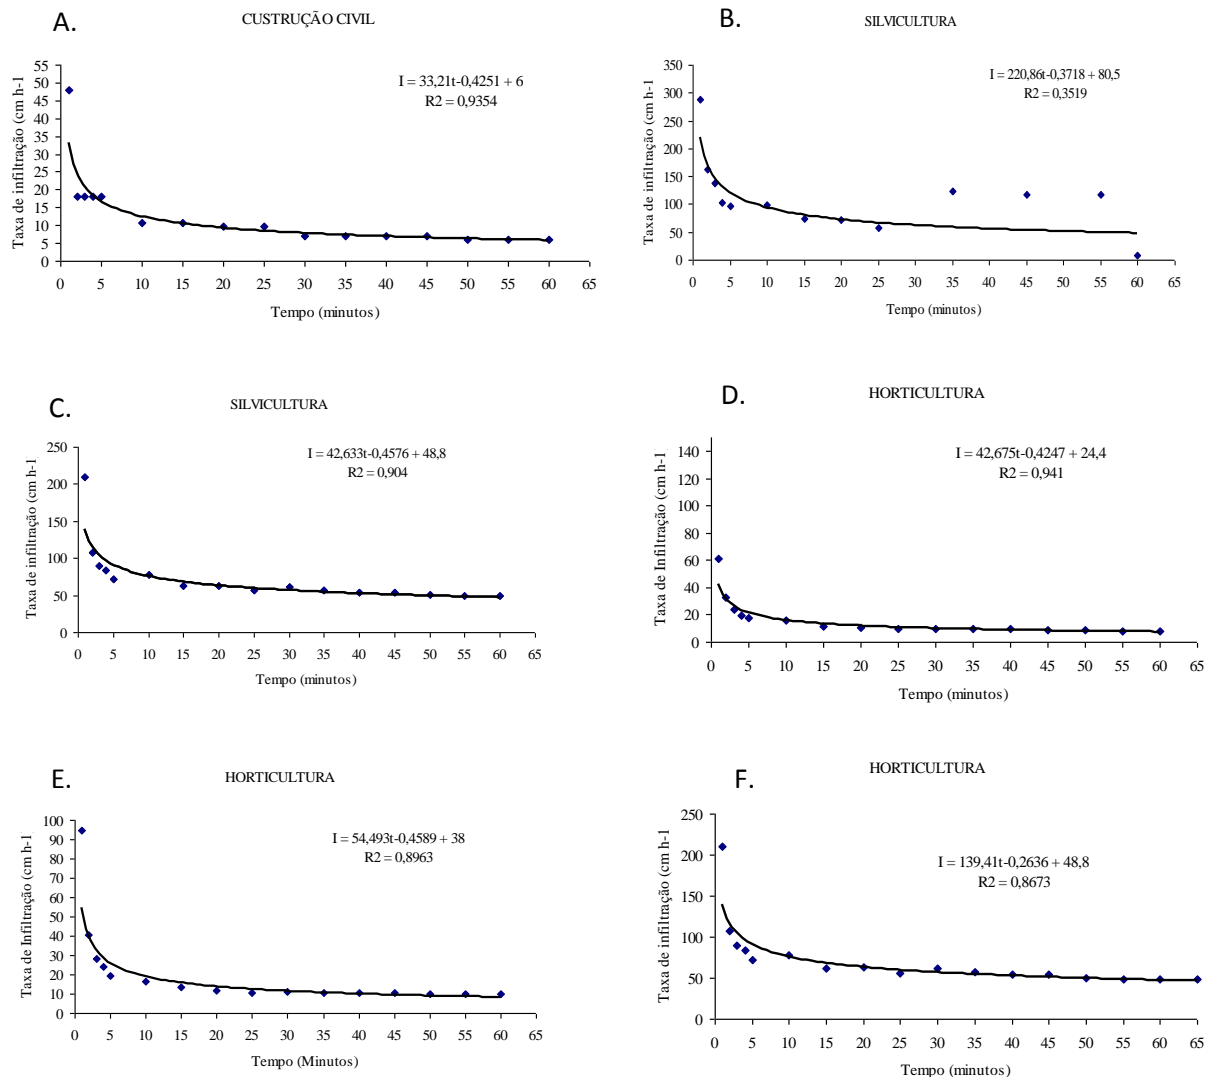 A.
CUSTRUÇÃO CIVIL
I = 33,21t-0,4251 + 6
R2 = 0,9354
Taxa de infiltração (cm h-1
55
50
45
40
35
30
25
20
15
10
5
0
0 5 10 15 20 25 30 35 40 45 50 55 60 65
Tempo (minutos)
B.
SILVICULTURA
I = 220,86t-0,3718 + 80,5
R2 = 0,3519
Taxa de infiltração (cm h-1
350
300
250
200
150
100
50
0
0 5 10 15 20 25 30 35 40 45 50 55 60 65
Tempo (minutos)
C.
SILVICULTURA
I = 42,633t-0,4576 + 48,8
R2 = 0,904
Taxa de infiltração (cm h-1
250
200
150
100
50
0
0 5 10 15 20 25 30 35 40 45 50 55 60 65
Tempo (minutos)
D.
HORTICULTURA
I = 42,675t-0,4247 + 24,4
R2 = 0,941
Taxa de Infiltração (cm h-1
140
120
100
80
60
40
20
0
0 5 10 15 20 25 30 35 40 45 50 55 60 65
Tempo (minutos)
E.
HORTICULTURA
I = 54,493t-0,4589 + 38
R2 = 0,8963
Taxa de Infiltração (cm h-1
100
90
80
70
60
50
40
30
20
10
0
0 5 10 15 20 25 30 35 40 45 50 55 60 65
Tempo (Minutos)
F.
HORTICULTURA
I = 139,41t-0,2636 + 48,8
R2 = 0,8673
Taxa de infiltração (cm h-1
250
200
150
100
50
0
0 5 10 15 20 25 30 35 40 45 50 55 60 65
Tempo (minutos)